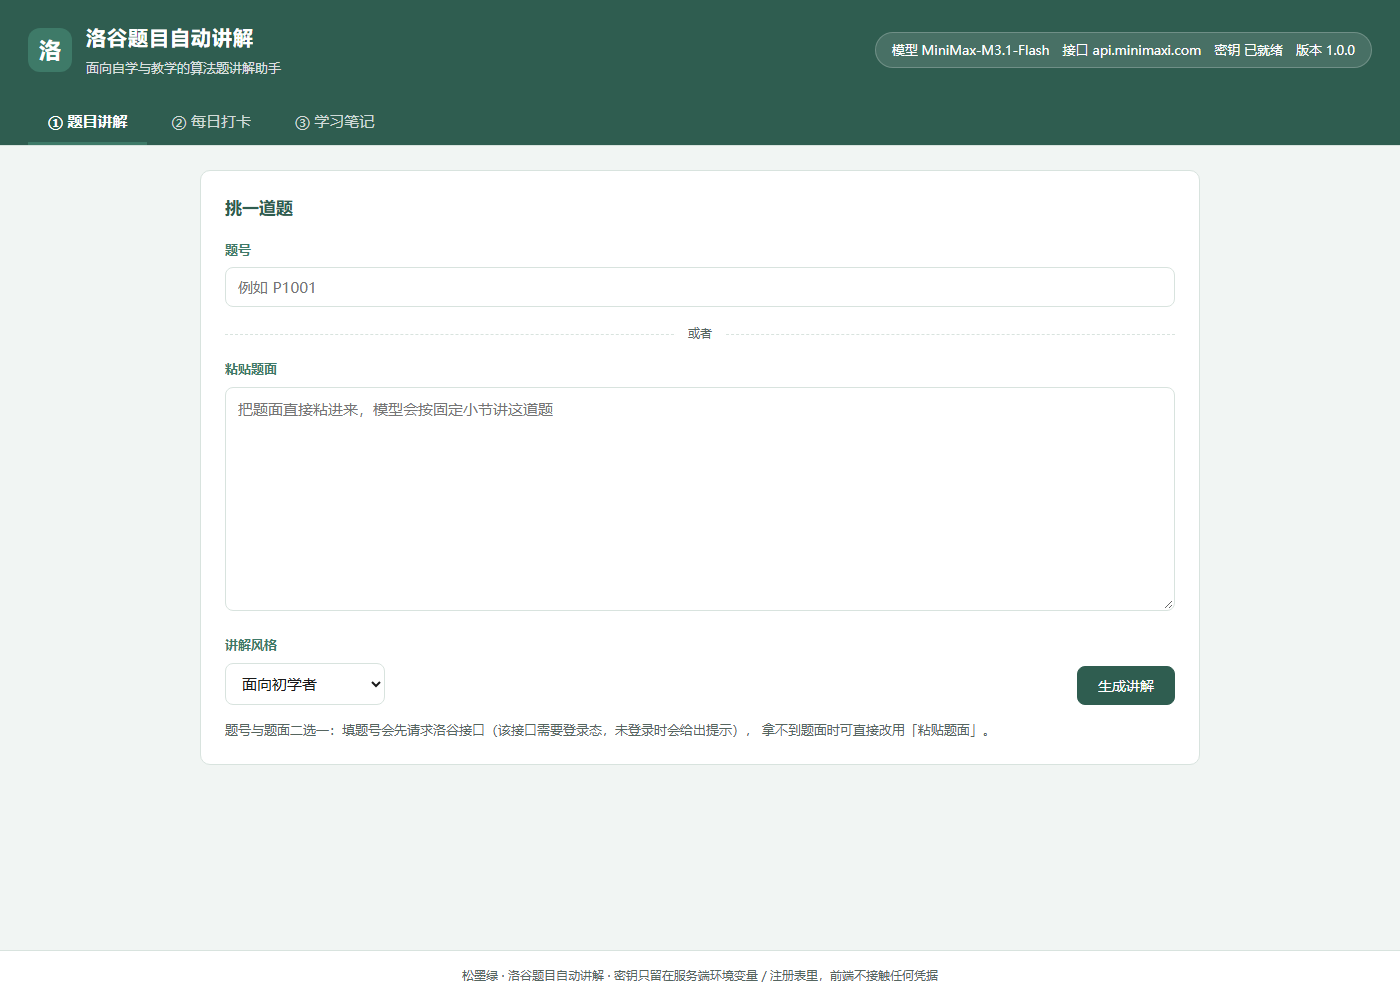 洛
洛谷题目自动讲解
面向自学与教学的算法题讲解助手
模型 MiniMax-M3.1-Flash 接口 api.minimaxi.com 密钥 已就绪 版本 1.0.0
① 题目讲解 ② 每日打卡 ③ 学习笔记
挑一道题
题号
例如 P1001
或者
粘贴题面
把题面直接粘进来，模型会按固定小节讲这道题
讲解风格
面向初学者
生成讲解
题号与题面二选一：填题号会先请求洛谷接口（该接口需要登录态，未登录时会给出提示）， 拿不到题面时可直接改用「粘贴题面」。
松墨绿 · 洛谷题目自动讲解 · 密钥只留在服务端环境变量 / 注册表里，前端不接触任何凭据